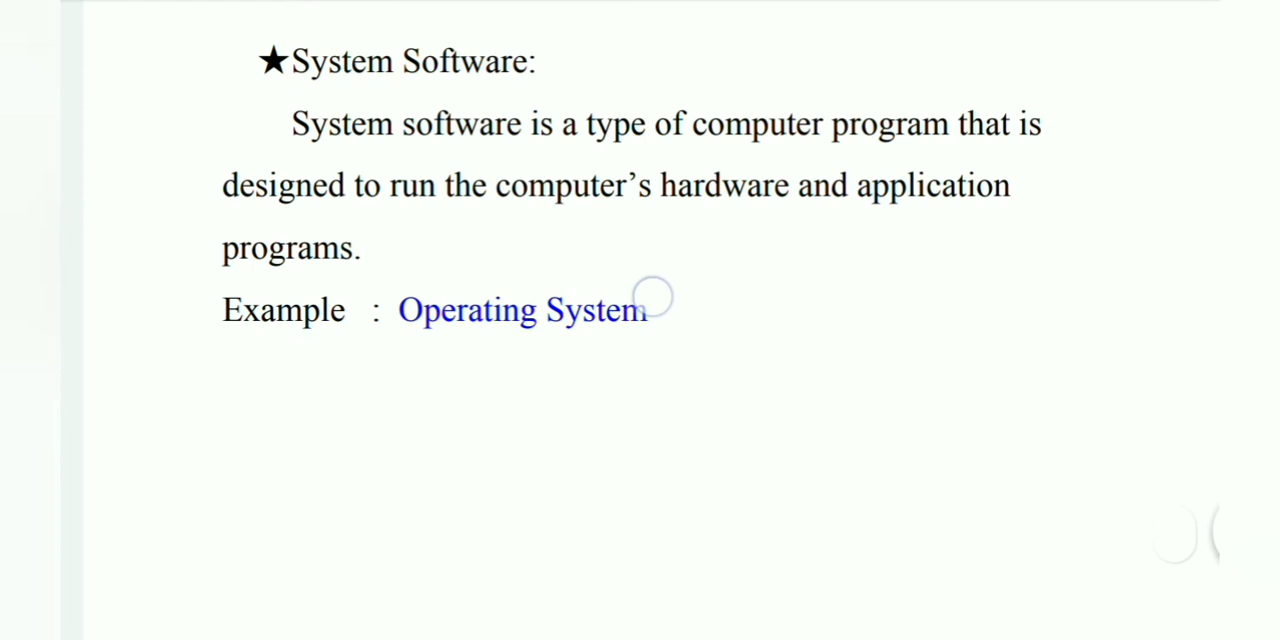 ★System Software:
System software is a type of computer program that is
designed to run the computer’s hardware and application
programs.
Example : Operating System